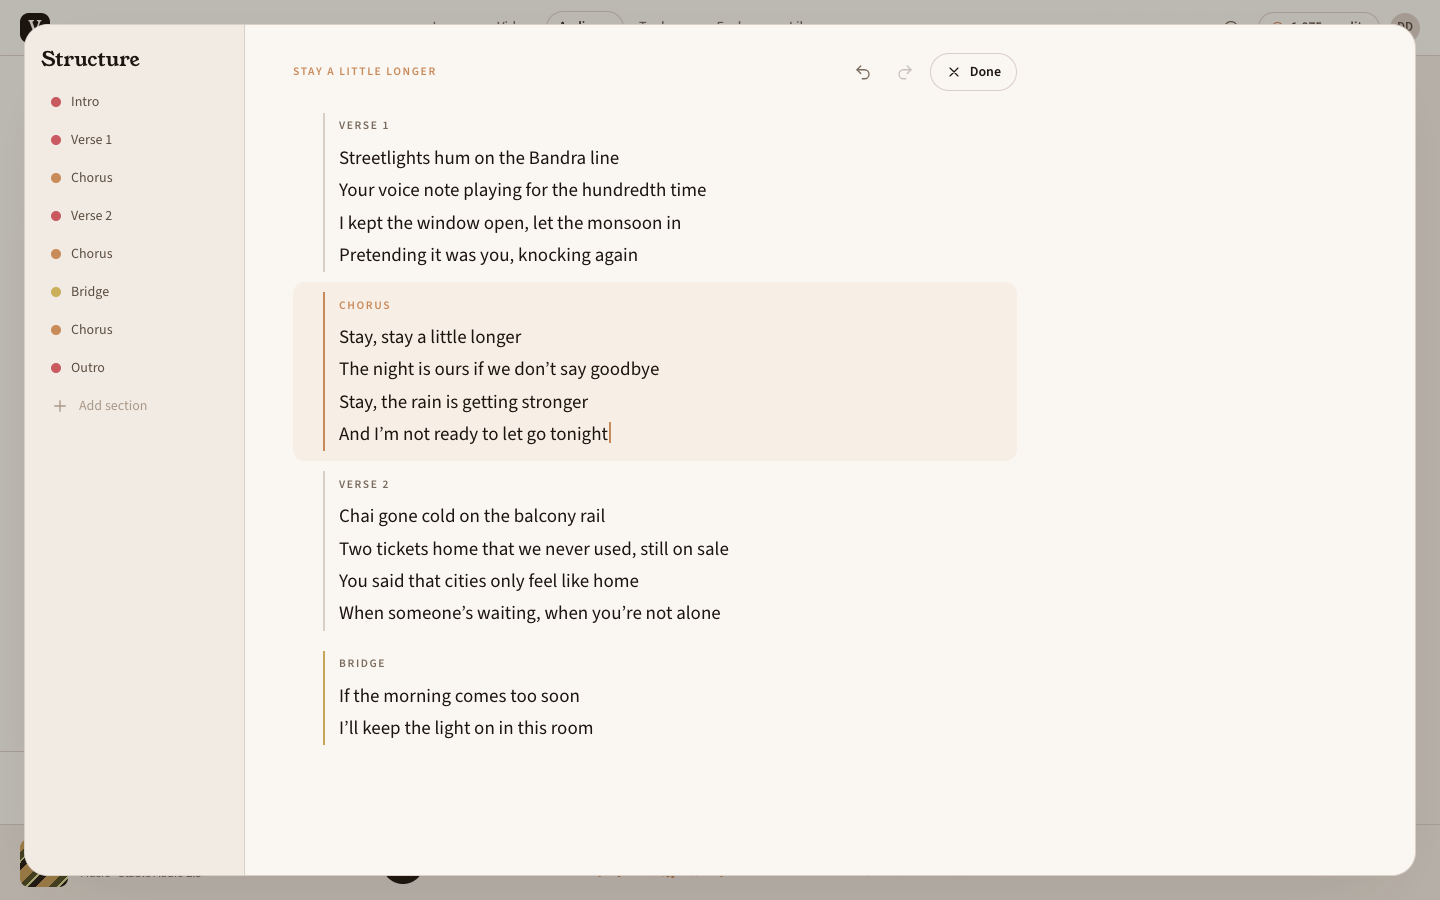 Structure
Intro
Verse 1
Chorus
Verse 2
Chorus
Bridge
Chorus
Outro
Add section
STAY A LITTLE LONGER
Done
VERSE 1
Streetlights hum on the Bandra line
Your voice note playing for the hundredth time
I kept the window open, let the monsoon in
Pretending it was you, knocking again
CHORUS
Stay, stay a little longer
The night is ours if we don’t say goodbye
Stay, the rain is getting stronger
And I’m not ready to let go tonight
VERSE 2
Chai gone cold on the balcony rail
Two tickets home that we never used, still on sale
You said that cities only feel like home
When someone’s waiting, when you’re not alone
BRIDGE
If the morning comes too soon
I’ll keep the light on in this room